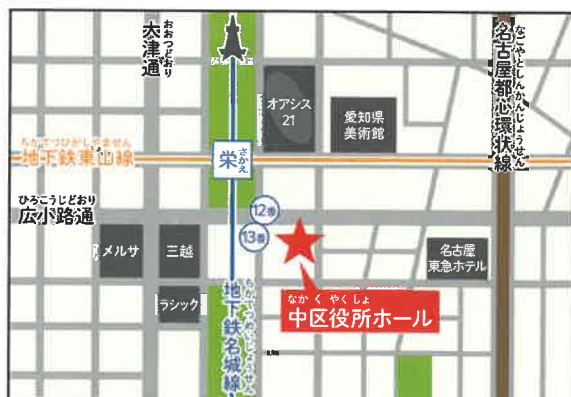 おおつどおり
大津通
なごやとしんかんじょうせん
名古屋都心環状線
オアシス
21
愛知県
美術館
ちかてつひがしやません
地下鉄東山線
さかえ
栄
ひろこうじどおり
広小路通
12番
13番
メルサ
三越
名古屋
東急ホテル
ラシック
ちかてつめいじょうせん
地下鉄名城線
なかくやくしょ
中区役所ホール